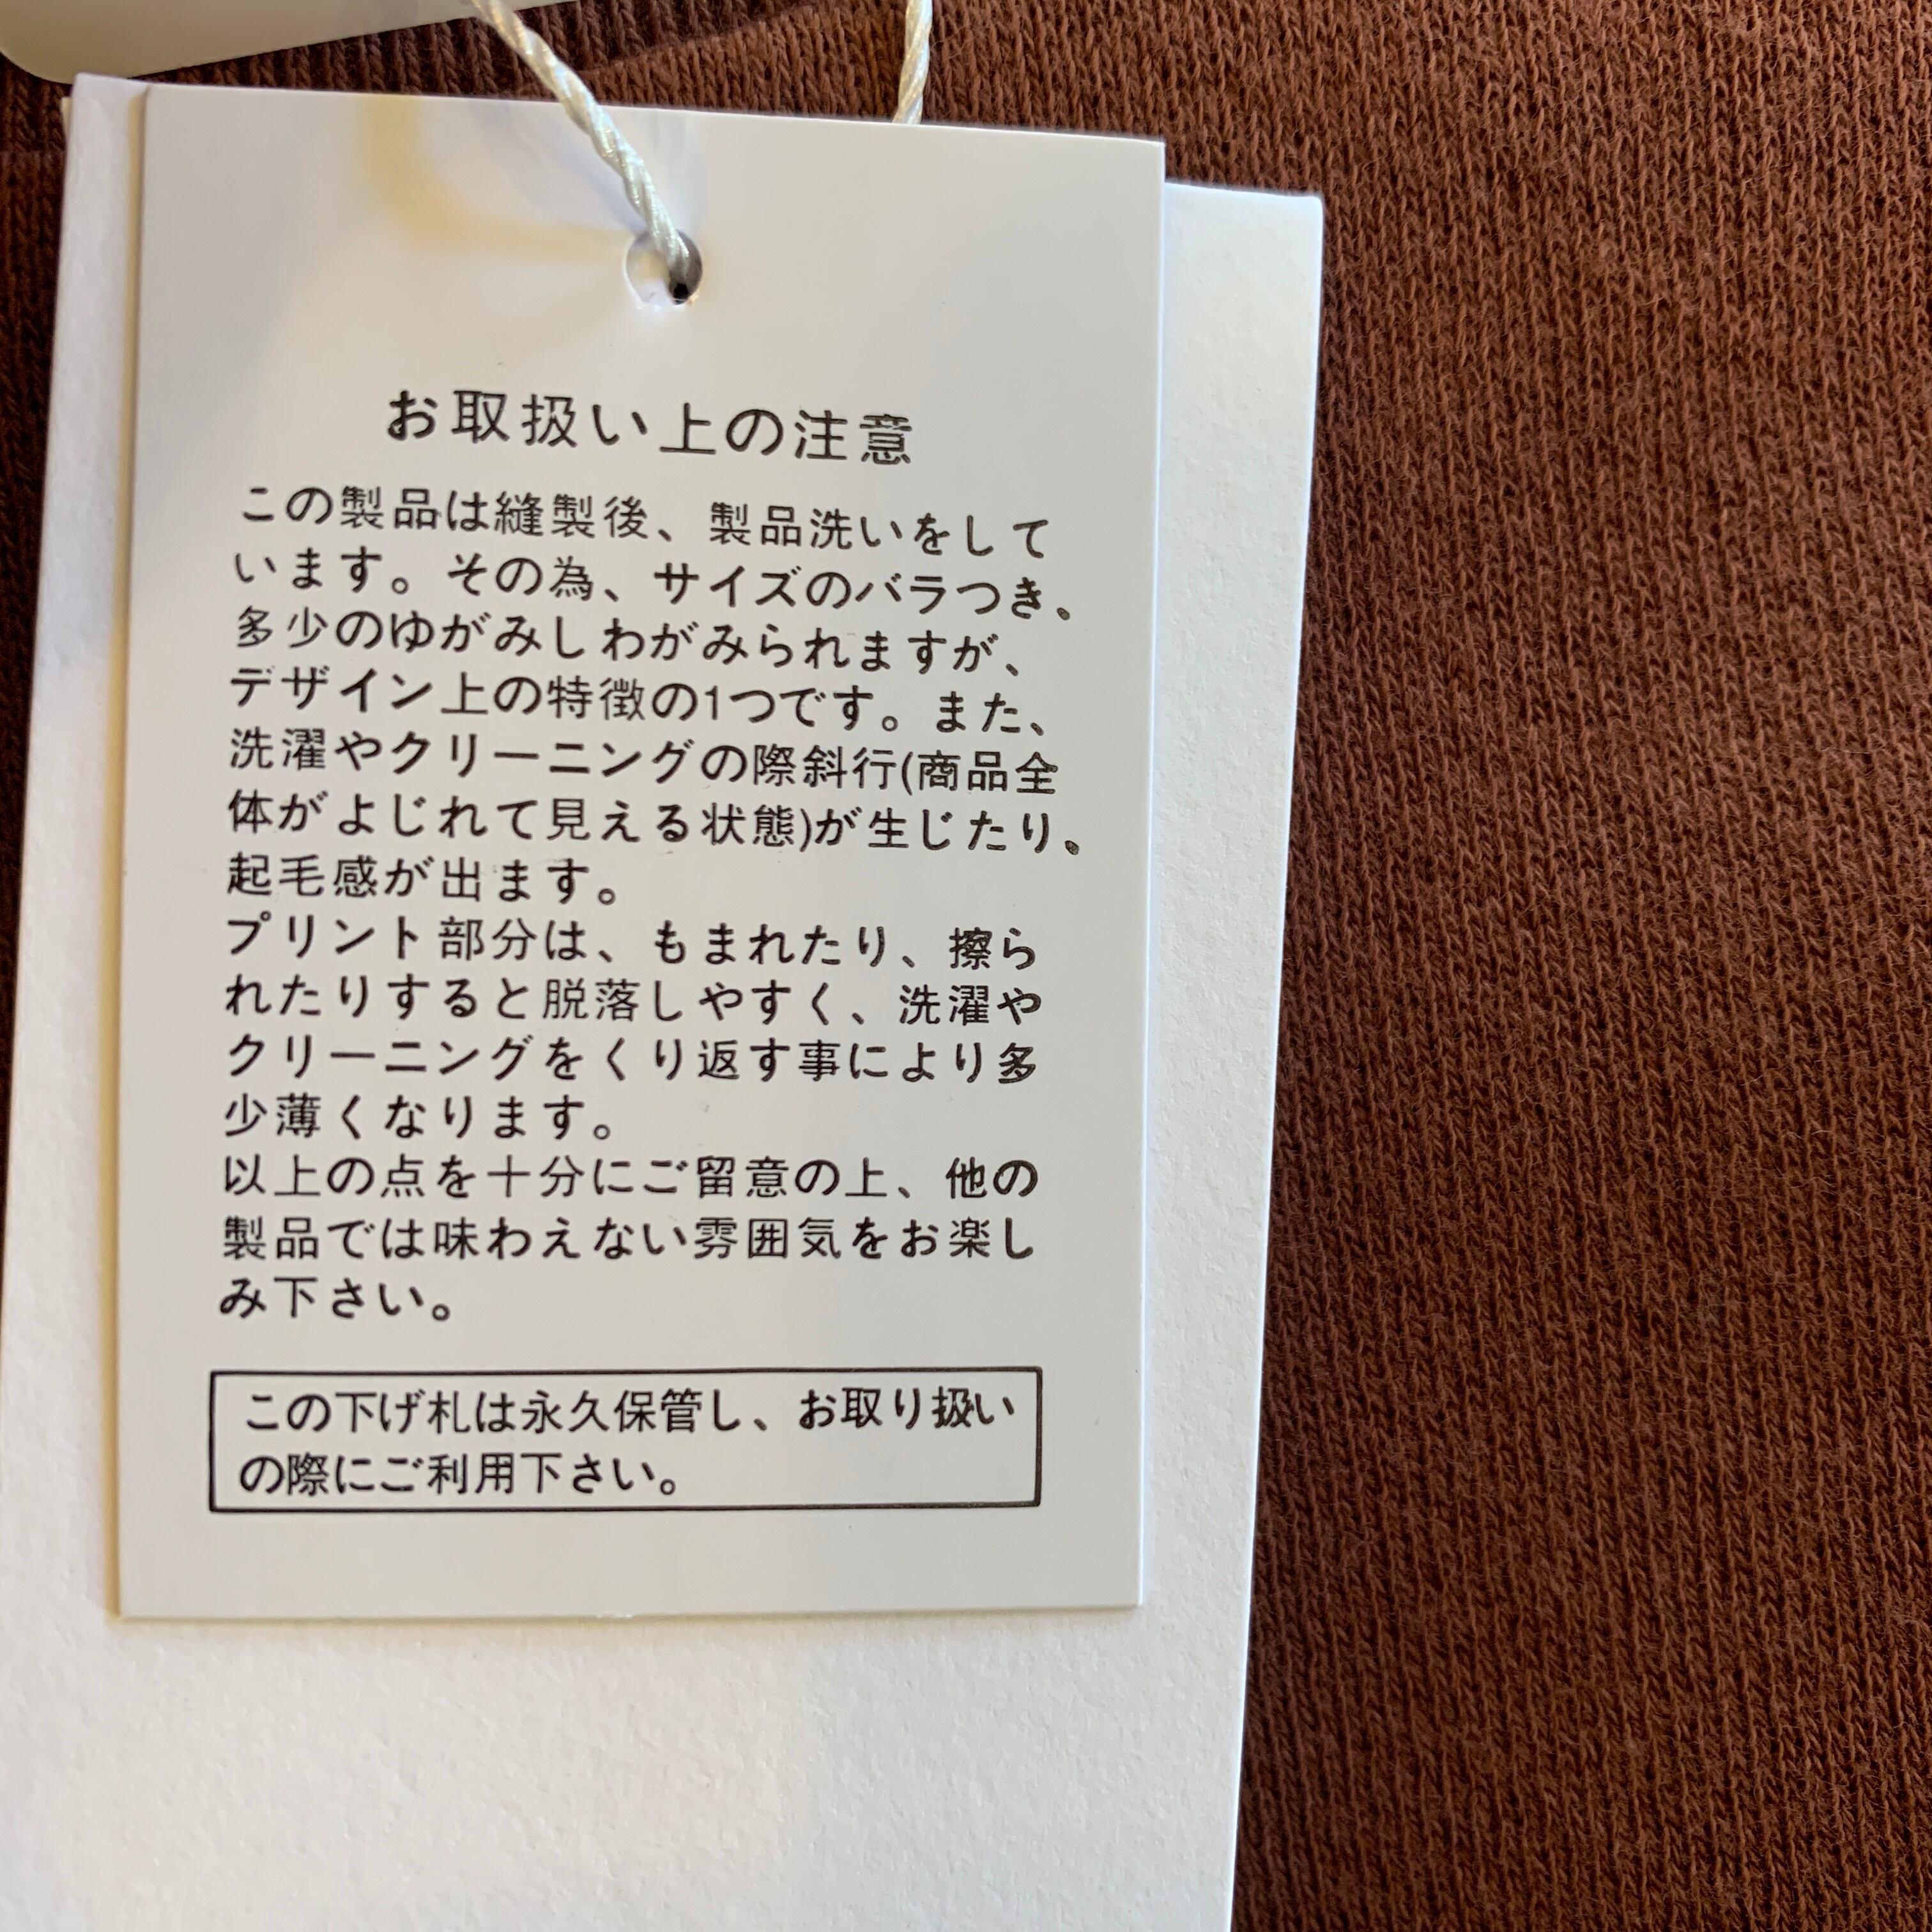 お取扱い上の注意
この製品は縫製後、製品洗いをして
います。その為、サイズのバラつき、
多少のゆがみしわがみられますが、
デザイン上の特徴の1つです。また、
洗濯やクリーニングの際斜行(商品全
体がよじれて見える状態)が生じたり、
起毛感が出ます。
プリント部分は、もまれたり、擦ら
れたりすると脱落しやすく、洗濯や
クリーニングをくり返す事により多
少薄くなります。
以上の点を十分にご留意の上、他の
製品では味わえない雰囲気をお楽し
み下さい。
この下げ札は永久保管し、お取り扱い
の際にご利用下さい。